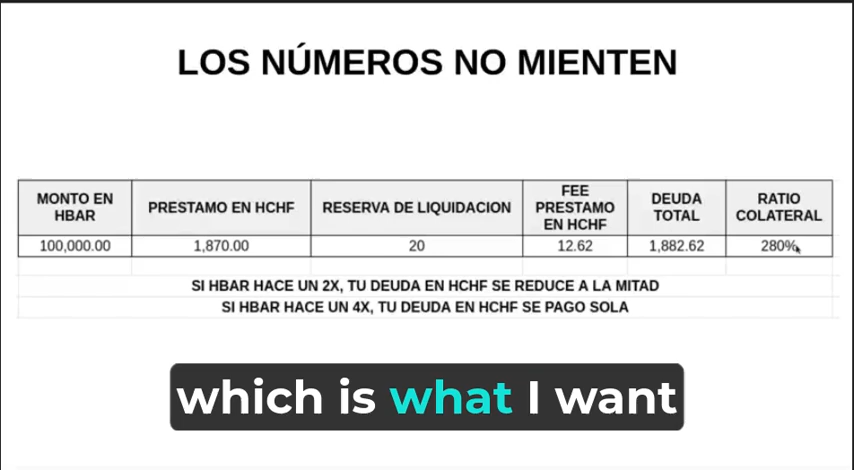 LOS NÚMEROS NO MIENTEN
MONTO EN HBAR PRESTAMO EN HCHF RESERVA DE LIQUIDACION FEE PRESTAMO EN HCHF DEUDA TOTAL RATIO COLATERAL
100,000.00 1,870.00 20 12.62 1,882.62 280%
SI HBAR HACE UN 2X, TU DEUDA EN HCHF SE REDUCE A LA MITAD
SI HBAR HACE UN 4X, TU DEUDA EN HCHF SE PAGO SOLA
which is what I want